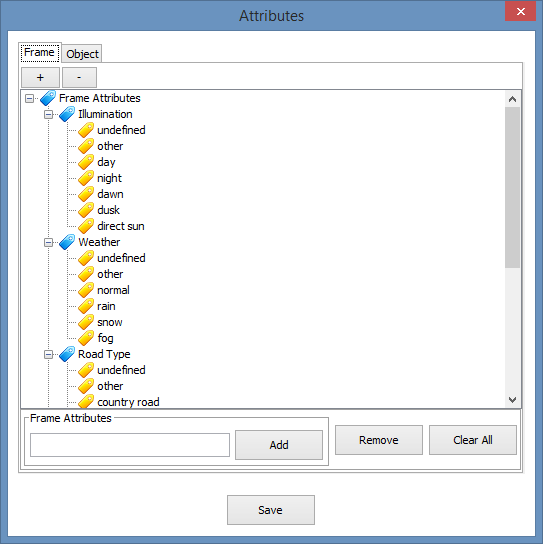 Attributes
Frame Object
+ -
Frame Attributes
Illumination
undefined
other
day
night
dawn
dusk
direct sun
Weather
undefined
other
normal
rain
snow
fog
Road Type
undefined
other
country road
Frame Attributes
Add Remove Clear All
Save